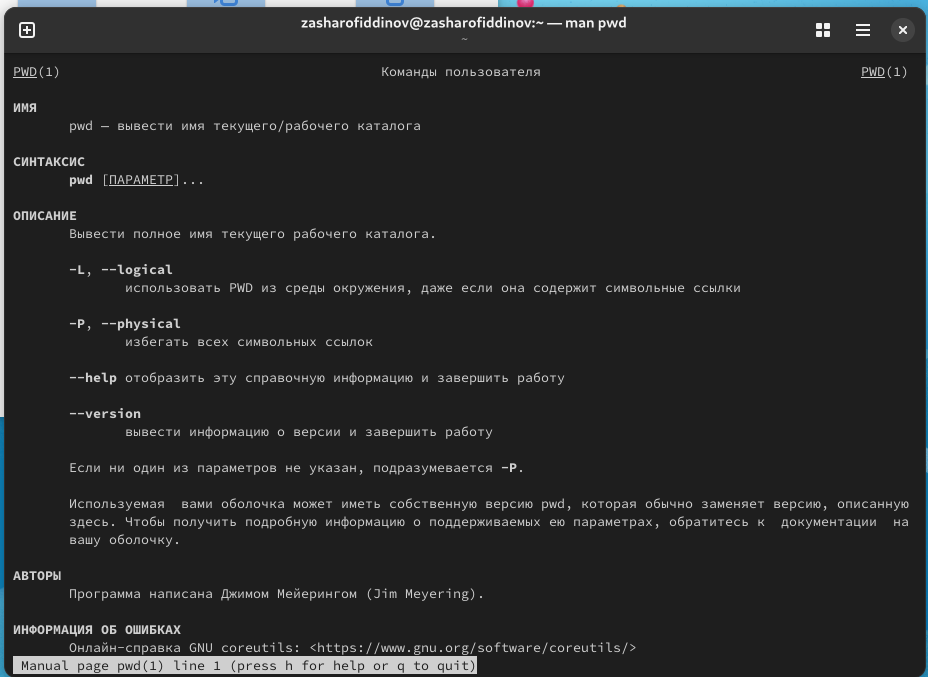 zasharofiddinov@zasharofiddinov:~ — man pwd
~
PWD(1) Команды пользователя PWD(1)
ИМЯ
pwd — вывести имя текущего/рабочего каталога
СИНТАКСИС
pwd [ПАРАМЕТР]...
ОПИСАНИЕ
Вывести полное имя текущего рабочего каталога.
-L, --logical
использовать PWD из среды окружения, даже если она содержит символьные ссылки
-P, --physical
избегать всех символьных ссылок
--help отобразить эту справочную информацию и завершить работу
--version
вывести информацию о версии и завершить работу
Если ни один из параметров не указан, подразумевается -P.
Используемая вами оболочка может иметь собственную версию pwd, которая обычно заменяет версию, описанную
здесь. Чтобы получить подробную информацию о поддерживаемых ею параметрах, обратитесь к документации на
вашу оболочку.
АВТОРЫ
Программа написана Джимом Мейерингом (Jim Meyering).
ИНФОРМАЦИЯ ОБ ОШИБКАХ
Онлайн-справка GNU coreutils: <https://www.gnu.org/software/coreutils/>
Manual page pwd(1) line 1 (press h for help or q to quit)